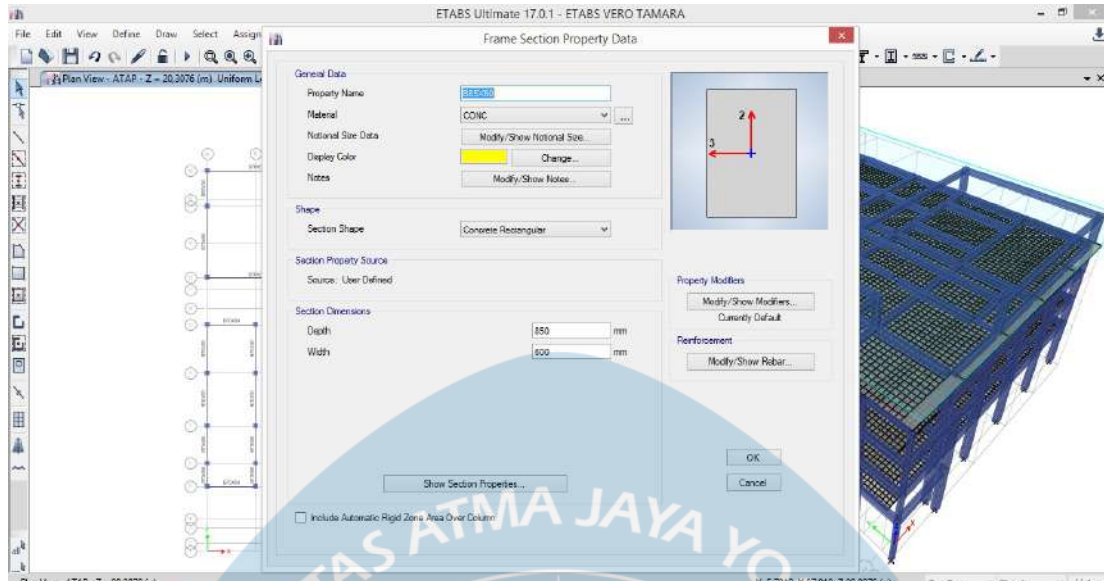 ETABS Ultimate 17.0.1 - ETABS VERO TAMARA
File Edit View Define Draw Select Assign
Plan View - ATAP - Z = 20,3076 (m) Uniform L
Frame Section Property Data
General Data
Property Name
Material CONC
Notional Size Data Modify/Show Notional Size...
Display Color Change...
Notes Modify/Show Notes...
2
3
Shape
Section Shape Concrete Rectangular
Section Property Source
Source: User Defined
Property Modifiers
Modify/Show Modifiers...
Currently Default
Section Dimensions
Depth 850 mm
Width 600 mm
Reinforcement
Modify/Show Rebar...
OK
Show Section Properties...
Cancel
Include Automatic Rigid Zone Area Over Column
TAS ATMA JAYA YO